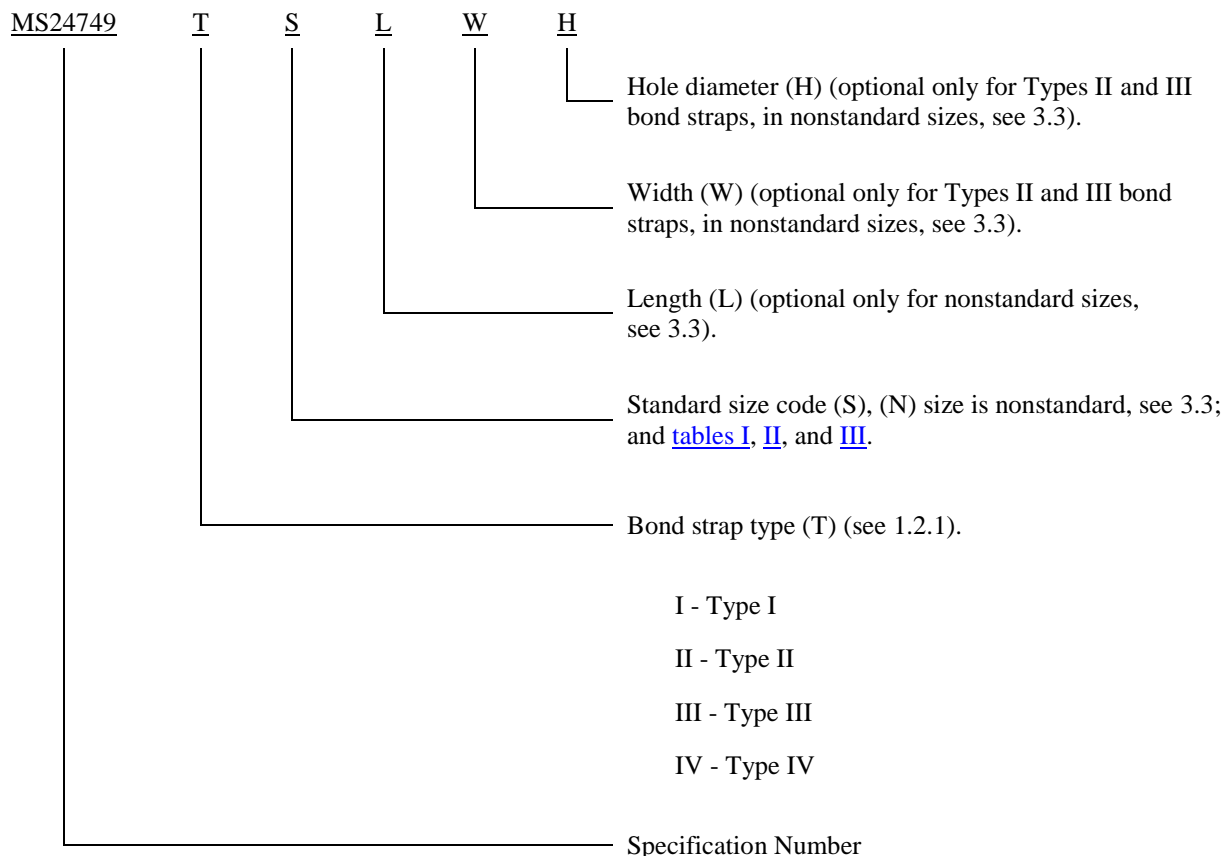 MS24749 T S L W H
Hole diameter (H) (optional only for Types II and III
bond straps, in nonstandard sizes, see 3.3).
Width (W) (optional only for Types II and III bond
straps, in nonstandard sizes, see 3.3).
Length (L) (optional only for nonstandard sizes,
see 3.3).
Standard size code (S), (N) size is nonstandard, see 3.3;
and tables I, II, and III.
Bond strap type (T) (see 1.2.1).
I - Type I
II - Type II
III - Type III
IV - Type IV
Specification Number